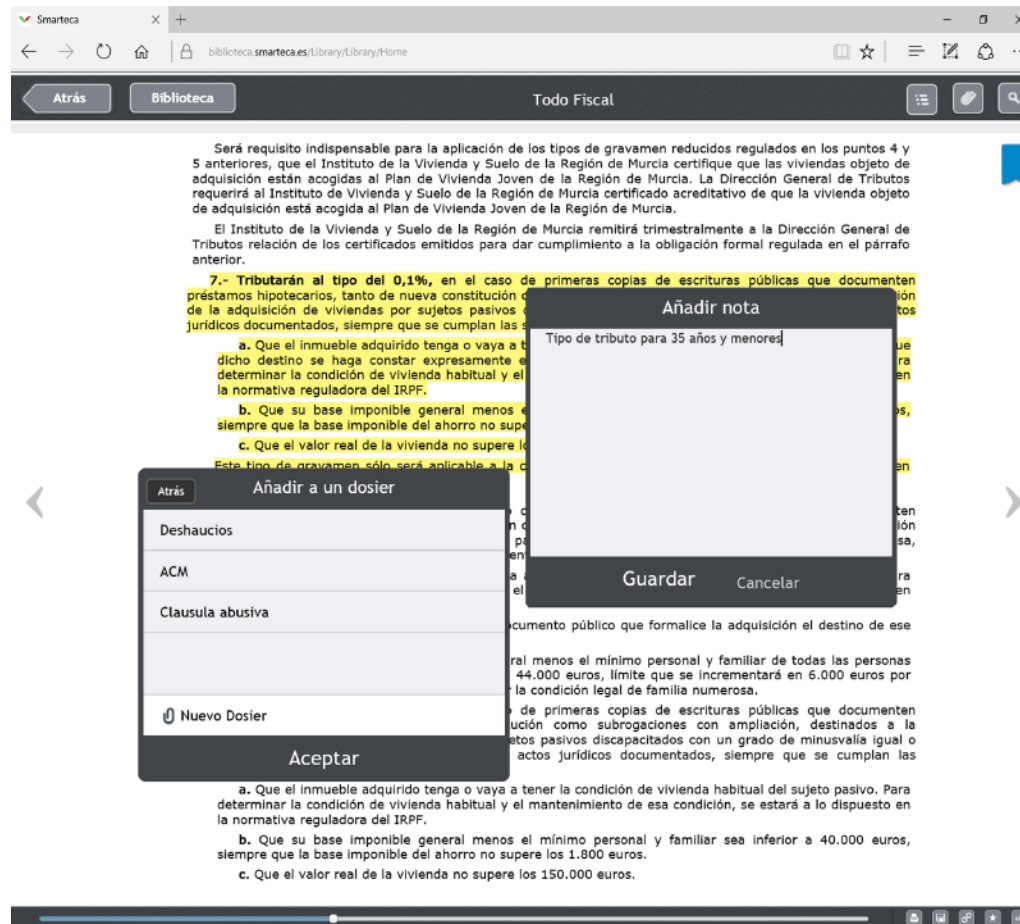 Smarteca
biblioteca.smarteca.es/Library/Library/Home
Atrás
Biblioteca
Todo Fiscal
Será requisito indispensable para la aplicación de los tipos de gravamen reducidos regulados en los puntos 4 y
5 anteriores, que el Instituto de la Vivienda y Suelo de la Región de Murcia certifique que las viviendas objeto de
adquisición están acogidas al Plan de Vivienda Joven de la Región de Murcia. La Dirección General de Tributos
requerirá al Instituto de Vivienda y Suelo de la Región de Murcia certificado acreditativo de que la vivienda objeto
de adquisición está acogida al Plan de Vivienda Joven de la Región de Murcia.
El Instituto de la Vivienda y Suelo de la Región de Murcia remitirá trimestralmente a la Dirección General de
Tributos relación de los certificados emitidos para dar cumplimiento a la obligación formal regulada en el párrafo
anterior.
7.- Tributarán al tipo del 0,1%, en el caso de primeras copias de escrituras públicas que documenten
préstamos hipotecarios, tanto de nueva constitución
de la adquisición de viviendas por sujetos pasivos
jurídicos documentados, siempre que se cumplan las
a. Que el inmueble adquirido tenga o vaya a
dicho destino se haga constar expresamente
determinar la condición de vivienda habitual y el
la normativa reguladora del IRPF.
b. Que su base imponible general menos
siempre que la base imponible del ahorro no
c. Que el valor real de la vivienda no supere
Este tipo de gravamen sólo será aplicable a la
en
Añadir nota
Tipo de tributo para 35 años y menores
Guardar
Cancelar
Atrás
Añadir a un dosier
Deshaucios
ACM
Clausula abusiva
Nuevo Dosier
Aceptar
documento público que formalice la adquisición el destino de ese
menos el mínimo personal y familiar de todas las personas
44.000 euros, límite que se incrementará en 6.000 euros por
la condición legal de familia numerosa.
de primeras copias de escrituras públicas que documenten
como subrogaciones con ampliación, destinados a la
pasivos discapacitados con un grado de minusvalía igual o
actos jurídicos documentados, siempre que se cumplan las
a. Que el inmueble adquirido tenga o vaya a tener la condición de vivienda habitual del sujeto pasivo. Para
determinar la condición de vivienda habitual y el mantenimiento de esa condición, se estará a lo dispuesto en
la normativa reguladora del IRPF.
b. Que su base imponible general menos el mínimo personal y familiar sea inferior a 40.000 euros,
siempre que la base imponible del ahorro no supere los 1.800 euros.
c. Que el valor real de la vivienda no supere los 150.000 euros.